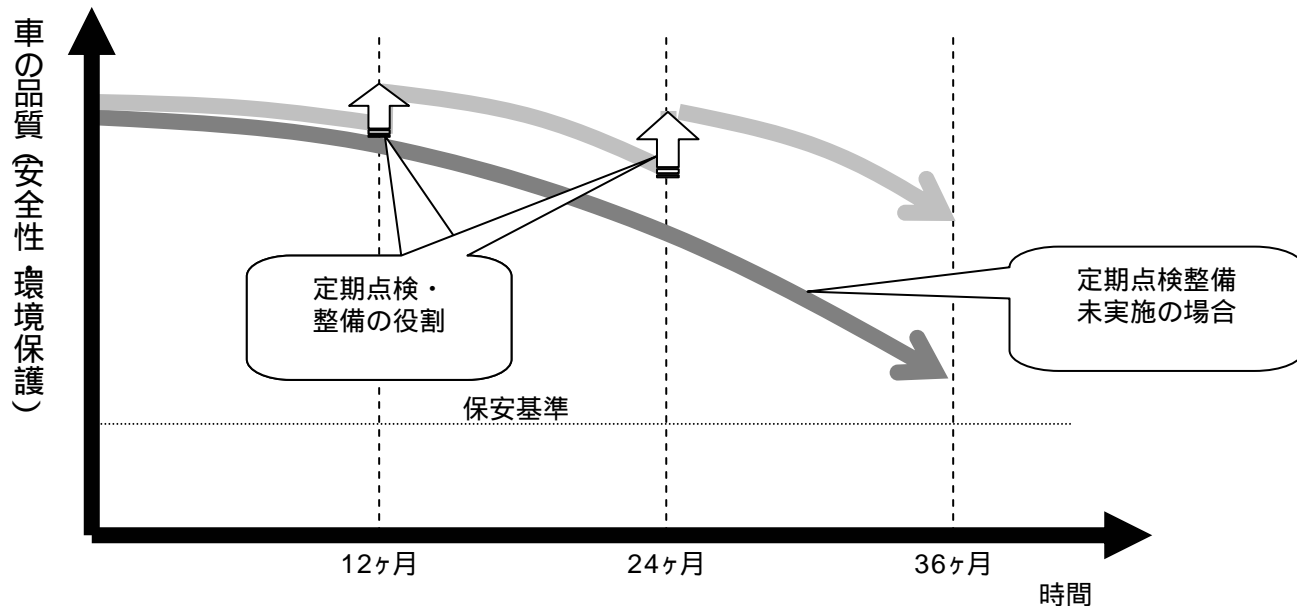 車の品質（安全性・環境保護）
定期点検・
整備の役割
定期点検整備
未実施の場合
保安基準
12ヶ月
24ヶ月
36ヶ月
時間